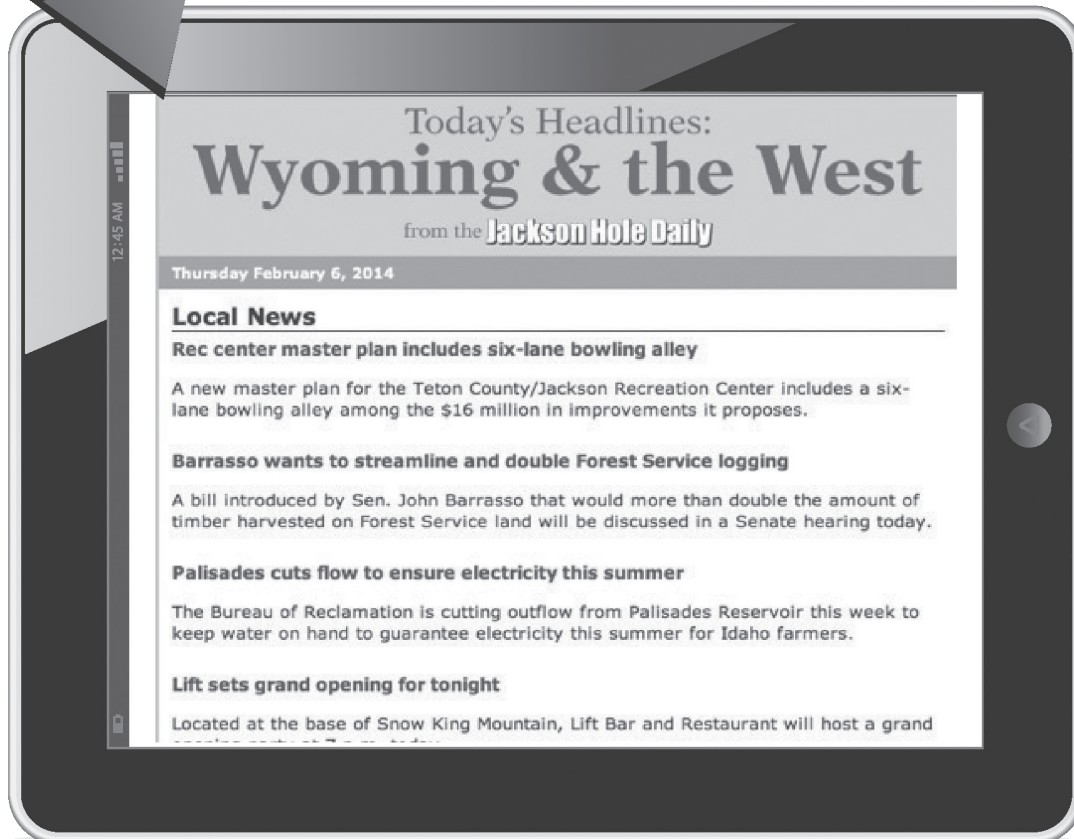 Today's Headlines:
Wyoming & the West
from the Jackson Hole Daily
Thursday February 6, 2014
Local News
Rec center master plan includes six-lane bowling alley
A new master plan for the Teton County/Jackson Recreation Center includes a six-
lane bowling alley among the $16 million in improvements it proposes.
Barrasso wants to streamline and double Forest Service logging
A bill introduced by Sen. John Barrasso that would more than double the amount of
timber harvested on Forest Service land will be discussed in a Senate hearing today.
Palisades cuts flow to ensure electricity this summer
The Bureau of Reclamation is cutting outflow from Palisades Reservoir this week to
keep water on hand to guarantee electricity this summer for Idaho farmers.
Lift sets grand opening for tonight
Located at the base of Snow King Mountain, Lift Bar and Restaurant will host a grand
12:45 AM